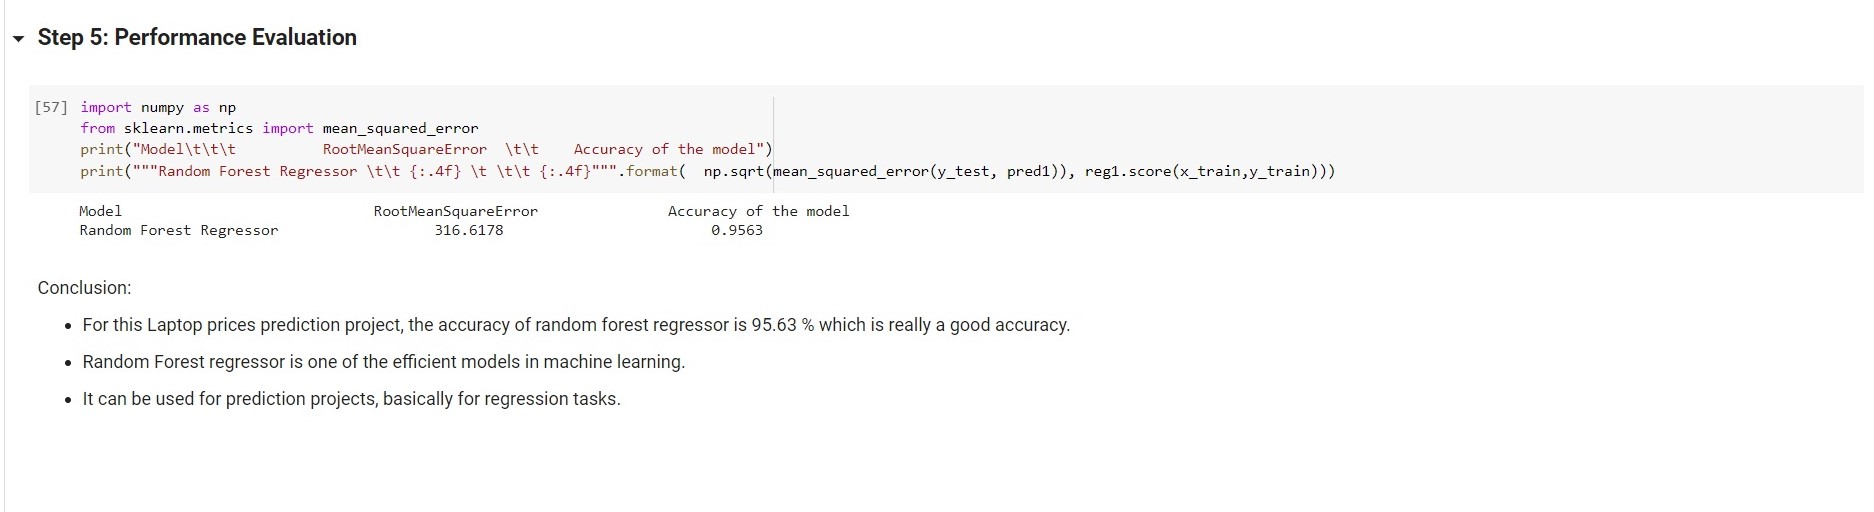 Step 5: Performance Evaluation
[57] import numpy as np
from sklearn.metrics import mean_squared_error
print("Model\t\t\t          RootMeanSquareError  \t\t    Accuracy of the model")
print("""Random Forest Regressor \t\t {:.4f} \t \t\t {:.4f}""".format(  np.sqrt(mean_squared_error(y_test, pred1)), reg1.score(x_train,y_train)))
Model RootMeanSquareError Accuracy of the model
Random Forest Regressor 316.6178 0.9563
Conclusion:
• For this Laptop prices prediction project, the accuracy of random forest regressor is 95.63 % which is really a good accuracy.
• Random Forest regressor is one of the efficient models in machine learning.
• It can be used for prediction projects, basically for regression tasks.